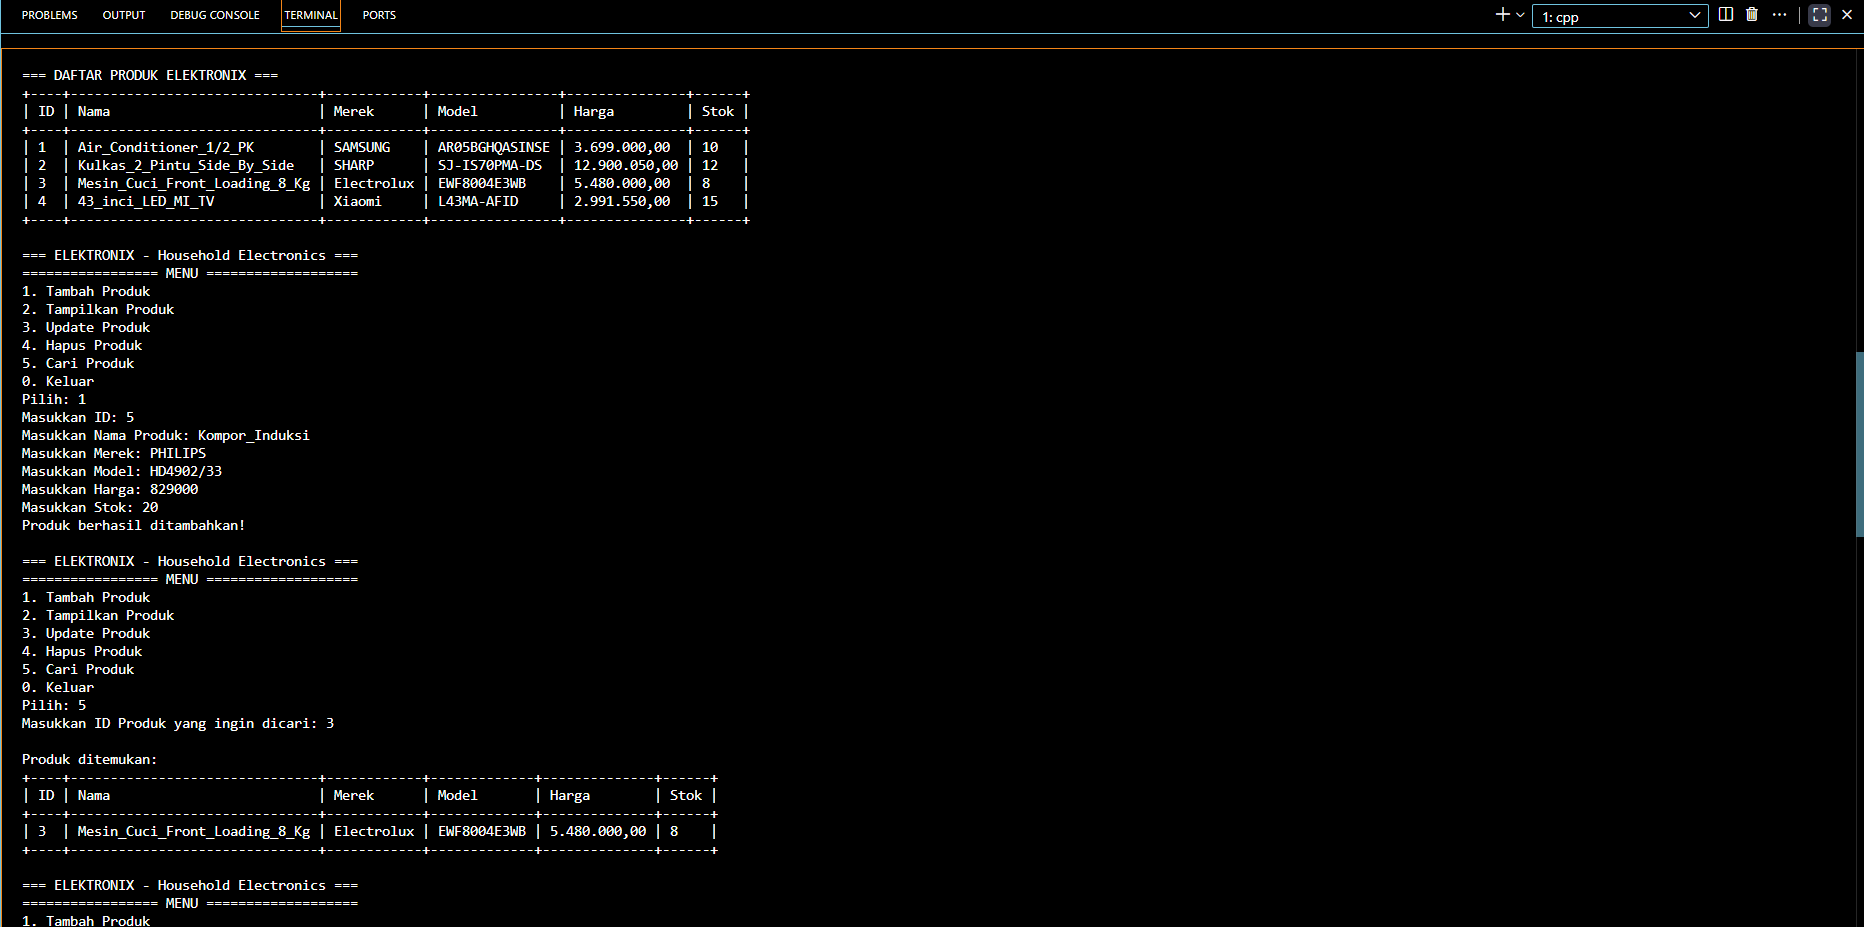 PROBLEMS OUTPUT DEBUG CONSOLE TERMINAL PORTS 1: cpp
=== DAFTAR PRODUK ELEKTRONIX ===
+----+-------------------------------+------------+----------------+---------------+------+
| ID | Nama                          | Merek      | Model          | Harga         | Stok |
+----+-------------------------------+------------+----------------+---------------+------+
| 1  | Air_Conditioner_1/2_PK        | SAMSUNG    | AR05BGHQASINSE | 3.699.000,00  | 10   |
| 2  | Kulkas_2_Pintu_Side_By_Side   | SHARP      | SJ-IS70PMA-DS  | 12.900.050,00 | 12   |
| 3  | Mesin_Cuci_Front_Loading_8_Kg | Electrolux | EWF8004E3WB    | 5.480.000,00  | 8    |
| 4  | 43_inci_LED_MI_TV             | Xiaomi     | L43MA-AFID     | 2.991.550,00  | 15   |
+----+-------------------------------+------------+----------------+---------------+------+
=== ELEKTRONIX - Household Electronics ===
================= MENU ===================
1. Tambah Produk
2. Tampilkan Produk
3. Update Produk
4. Hapus Produk
5. Cari Produk
0. Keluar
Pilih: 1
Masukkan ID: 5
Masukkan Nama Produk: Kompor_Induksi
Masukkan Merek: PHILIPS
Masukkan Model: HD4902/33
Masukkan Harga: 829000
Masukkan Stok: 20
Produk berhasil ditambahkan!
=== ELEKTRONIX - Household Electronics ===
================= MENU ===================
1. Tambah Produk
2. Tampilkan Produk
3. Update Produk
4. Hapus Produk
5. Cari Produk
0. Keluar
Pilih: 5
Masukkan ID Produk yang ingin dicari: 3
Produk ditemukan:
+----+-------------------------------+------------+-------------+--------------+------+
| ID | Nama                          | Merek      | Model       | Harga        | Stok |
+----+-------------------------------+------------+-------------+--------------+------+
| 3  | Mesin_Cuci_Front_Loading_8_Kg | Electrolux | EWF8004E3WB | 5.480.000,00 | 8    |
+----+-------------------------------+------------+-------------+--------------+------+
=== ELEKTRONIX - Household Electronics ===
================= MENU ===================
1. Tambah Produk